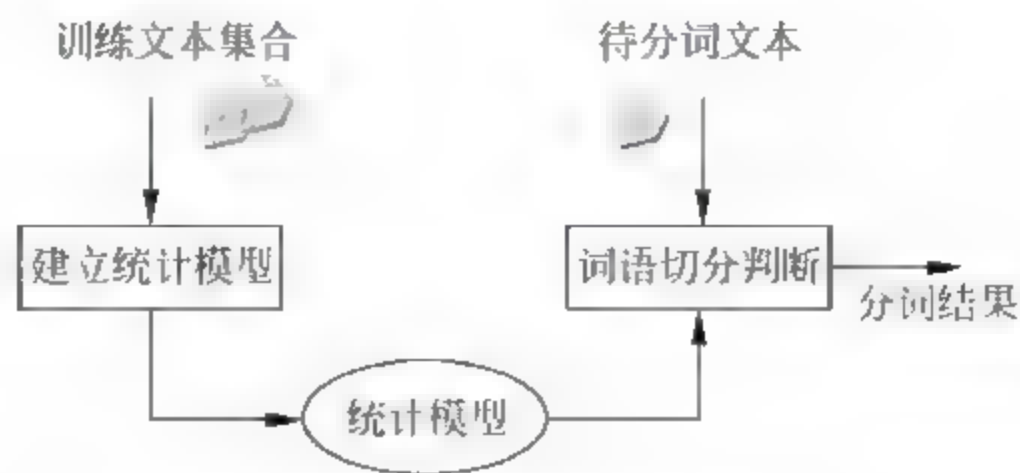 训练文本集合
待分词文本
建立统计模型
词语切分判断
分词结果
统计模型